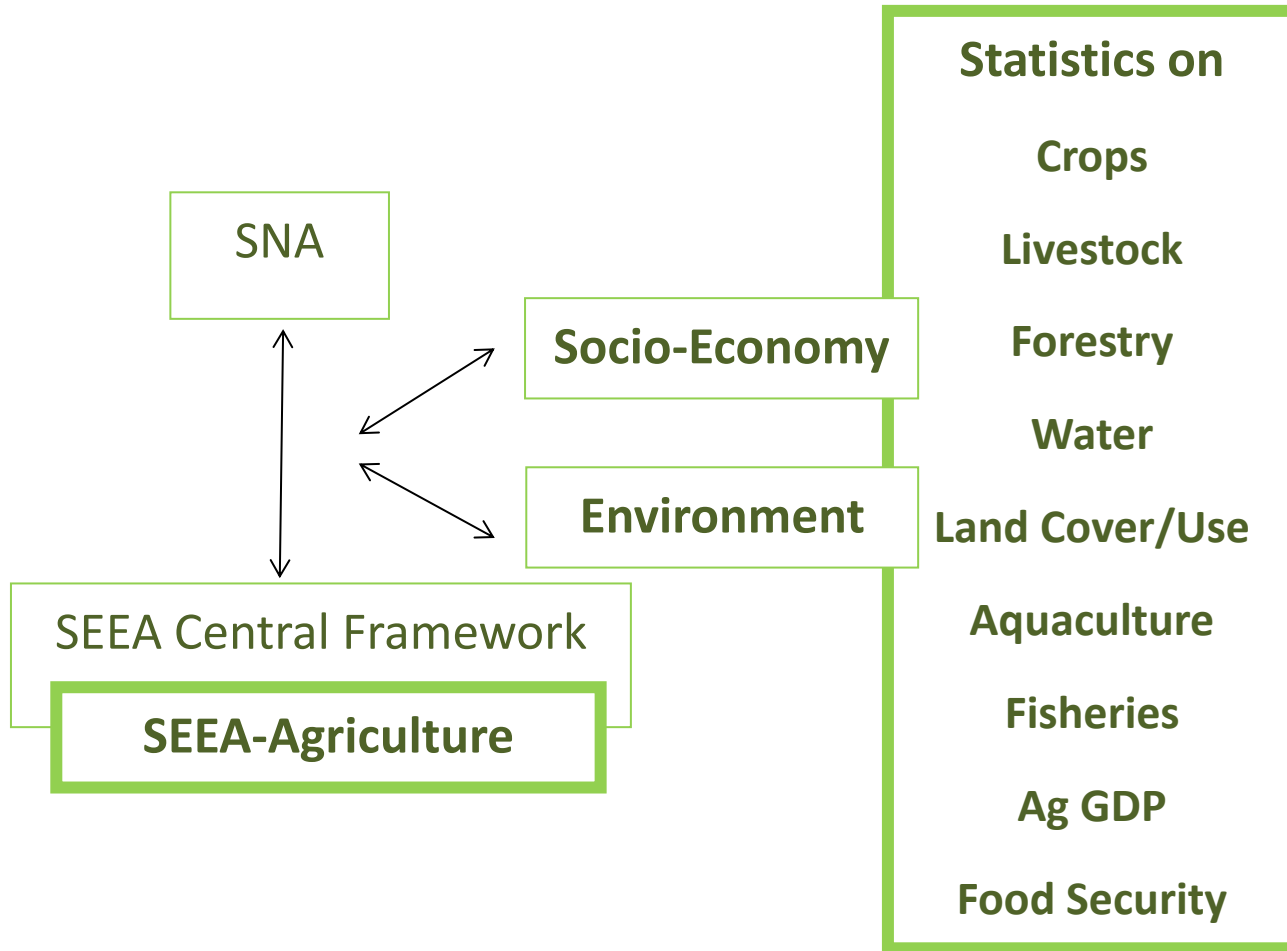 SNA
Socio-Economy
Environment
SEEA Central Framework
SEEA-Agriculture
Statistics on
Crops
Livestock
Forestry
Water
Land Cover/Use
Aquaculture
Fisheries
Ag GDP
Food Security